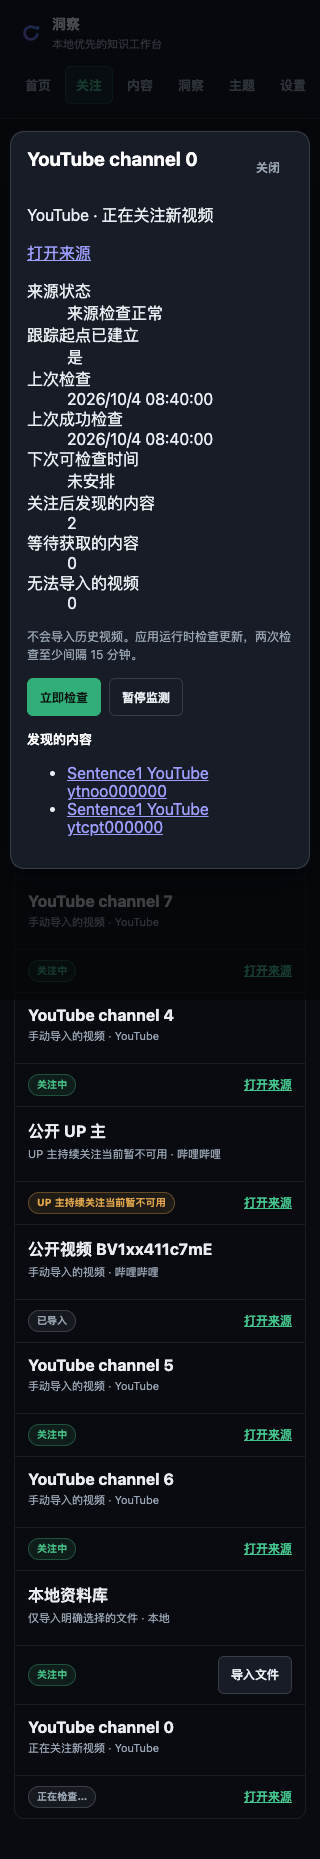 洞察
本地优先的知识工作台
首页 关注 内容 洞察 主题 设置
YouTube channel 0
关闭
YouTube · 正在关注新视频
打开来源
来源状态
来源检查正常
跟踪起点已建立
是
上次检查
2026/10/4 08:40:00
上次成功检查
2026/10/4 08:40:00
下次可检查时间
未安排
关注后发现的内容
2
等待获取的内容
0
无法导入的视频
0
不会导入历史视频。应用运行时检查更新，两次检
查至少间隔 15 分钟。
立即检查 暂停监测
发现的内容
Sentence1 YouTube
ytnoo000000
Sentence1 YouTube
ytcpt000000
YouTube channel 7
手动导入的视频 · YouTube
关注中 打开来源
YouTube channel 4
手动导入的视频 · YouTube
关注中 打开来源
公开 UP 主
UP 主持续关注当前暂不可用 · 哔哩哔哩
UP 主持续关注当前暂不可用 打开来源
公开视频 BV1xx411c7mE
手动导入的视频 · 哔哩哔哩
已导入 打开来源
YouTube channel 5
手动导入的视频 · YouTube
关注中 打开来源
YouTube channel 6
手动导入的视频 · YouTube
关注中 打开来源
本地资料库
仅导入明确选择的文件 · 本地
关注中 导入文件
YouTube channel 0
正在关注新视频 · YouTube
正在检查... 打开来源